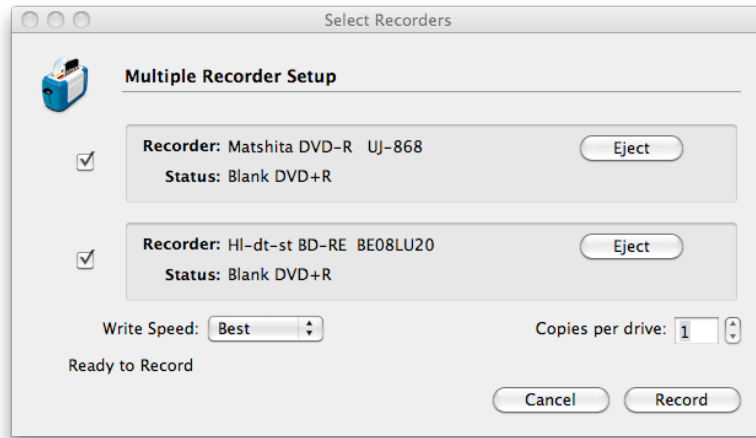 Select Recorders
Multiple Recorder Setup
Recorder: Matshita DVD-R UJ-868 Eject
Status: Blank DVD+R
Recorder: Hl-dt-st BD-RE BE08LU20 Eject
Status: Blank DVD+R
Write Speed: Best Copies per drive: 1
Ready to Record
Cancel Record